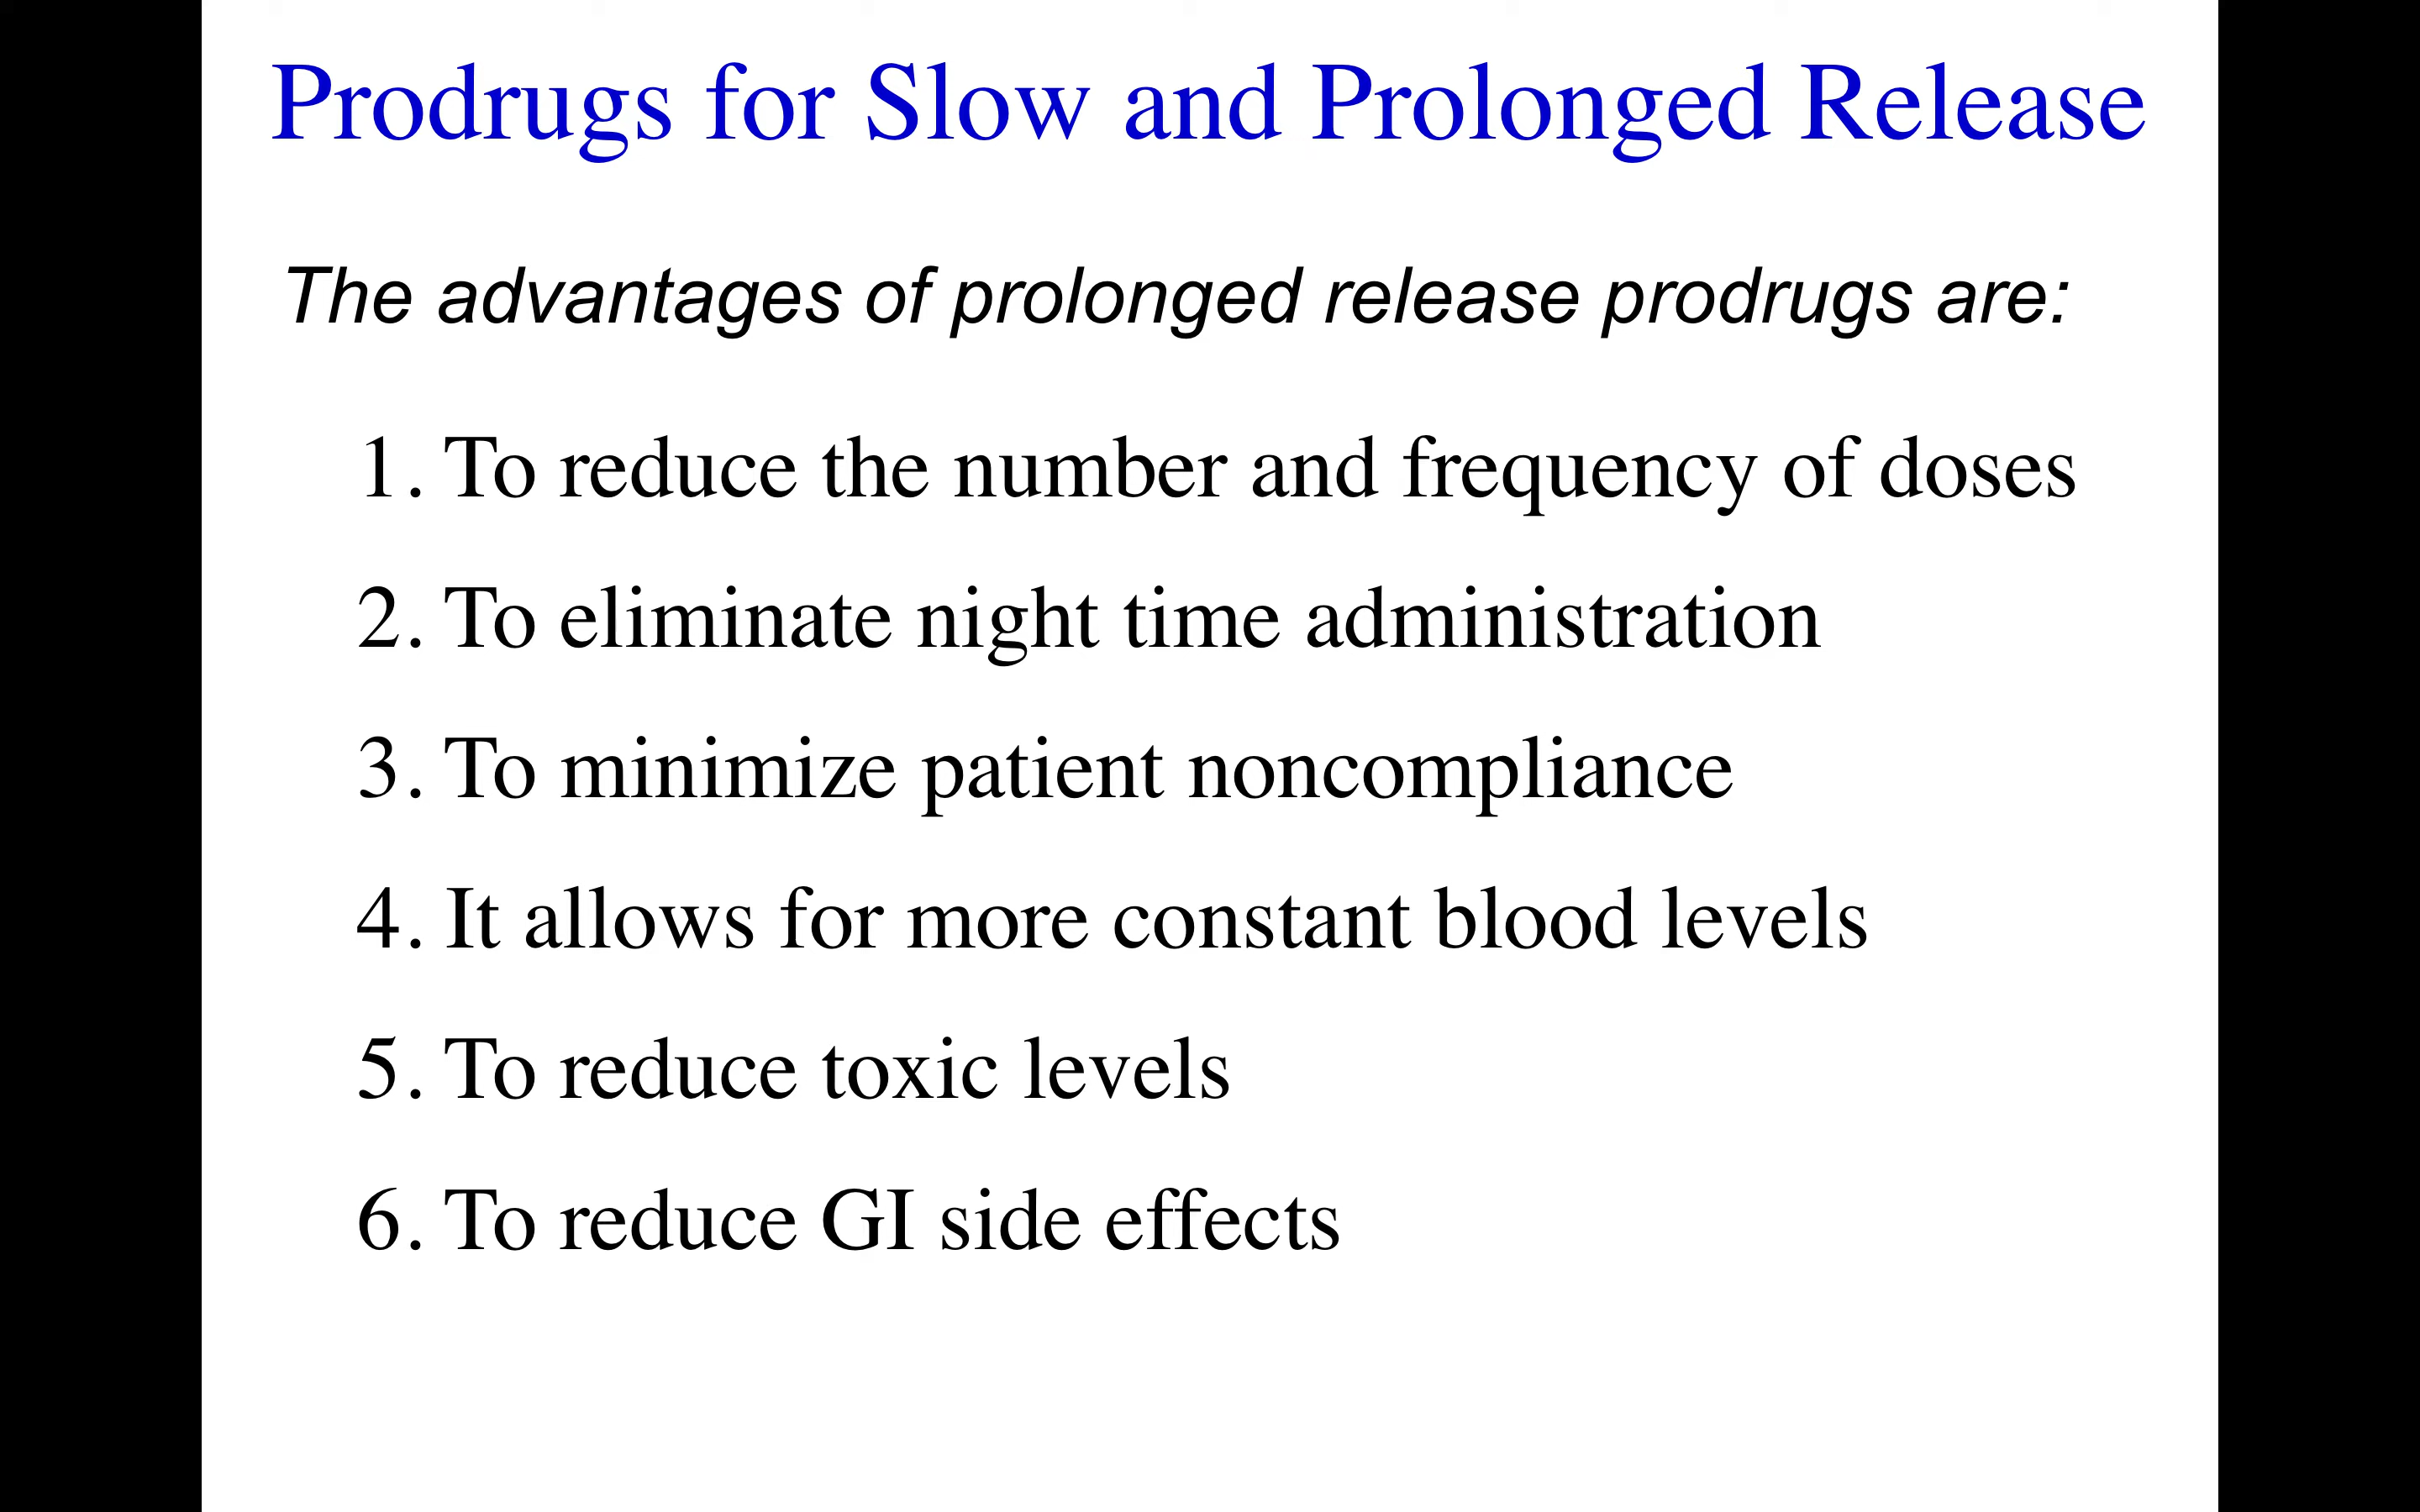 Prodrugs for Slow and Prolonged Release
The advantages of prolonged release prodrugs are:
1. To reduce the number and frequency of doses
2. To eliminate night time administration
3. To minimize patient noncompliance
4. It allows for more constant blood levels
5. To reduce toxic levels
6. To reduce GI side effects